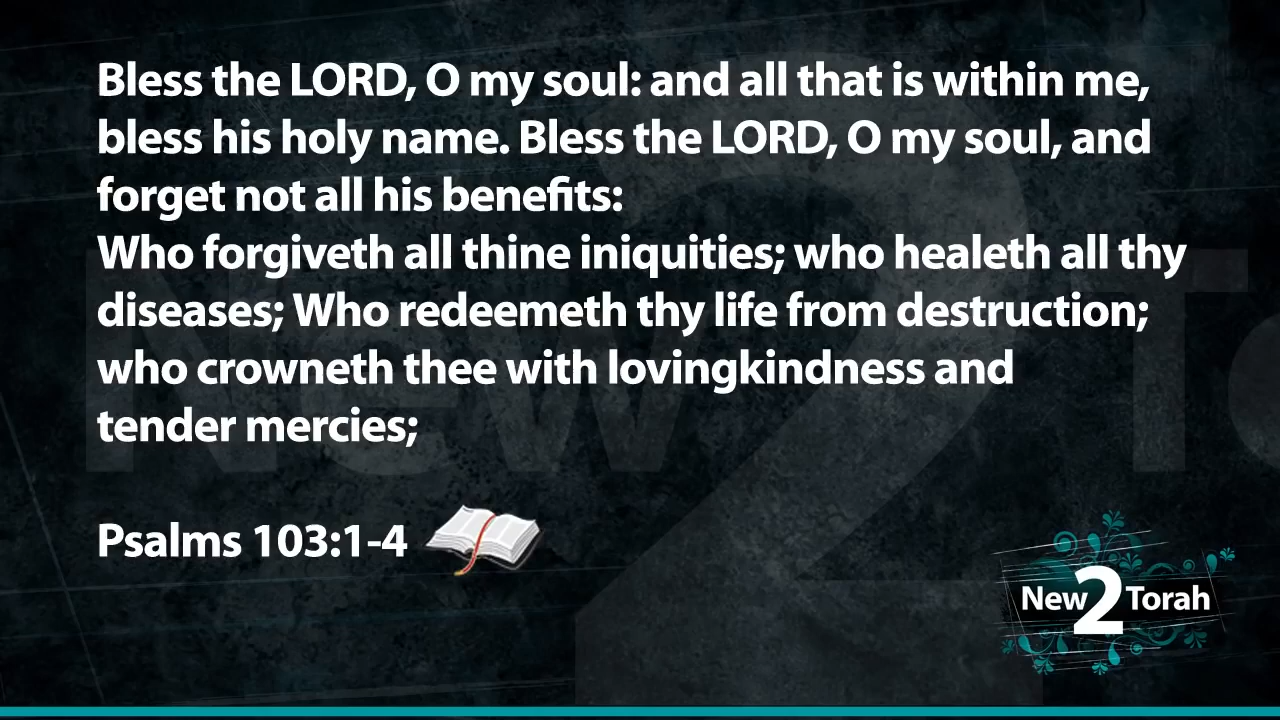 Bless the LORD, O my soul: and all that is within me,
bless his holy name. Bless the LORD, O my soul, and
forget not all his benefits:
Who forgiveth all thine iniquities; who healeth all thy
diseases; Who redeemeth thy life from destruction;
who crowneth thee with lovingkindness and
tender mercies;
Psalms 103:1-4
New2Torah
New 2 To